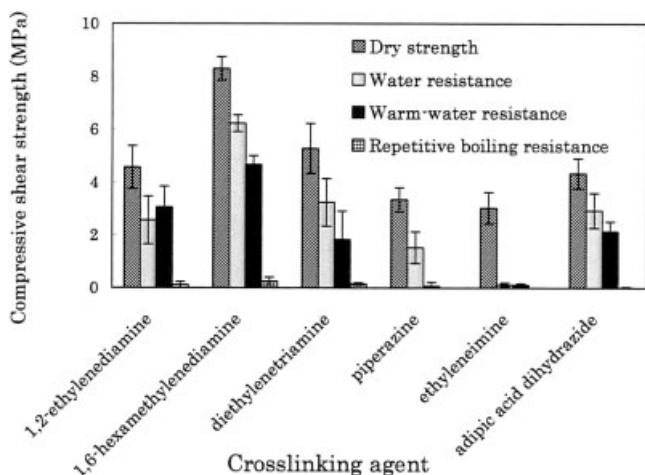 Compressive shear strength (MPa)
10
8
6
4
2
0
Dry strength
Water resistance
Warm-water resistance
Repetitive boiling resistance
1,2-ethylenediamine
1,6-hexamethylenediamine
diethylenetriamine
piperazine
ethyleneimine
adipic acid dihydrazide
Crosslinking agent